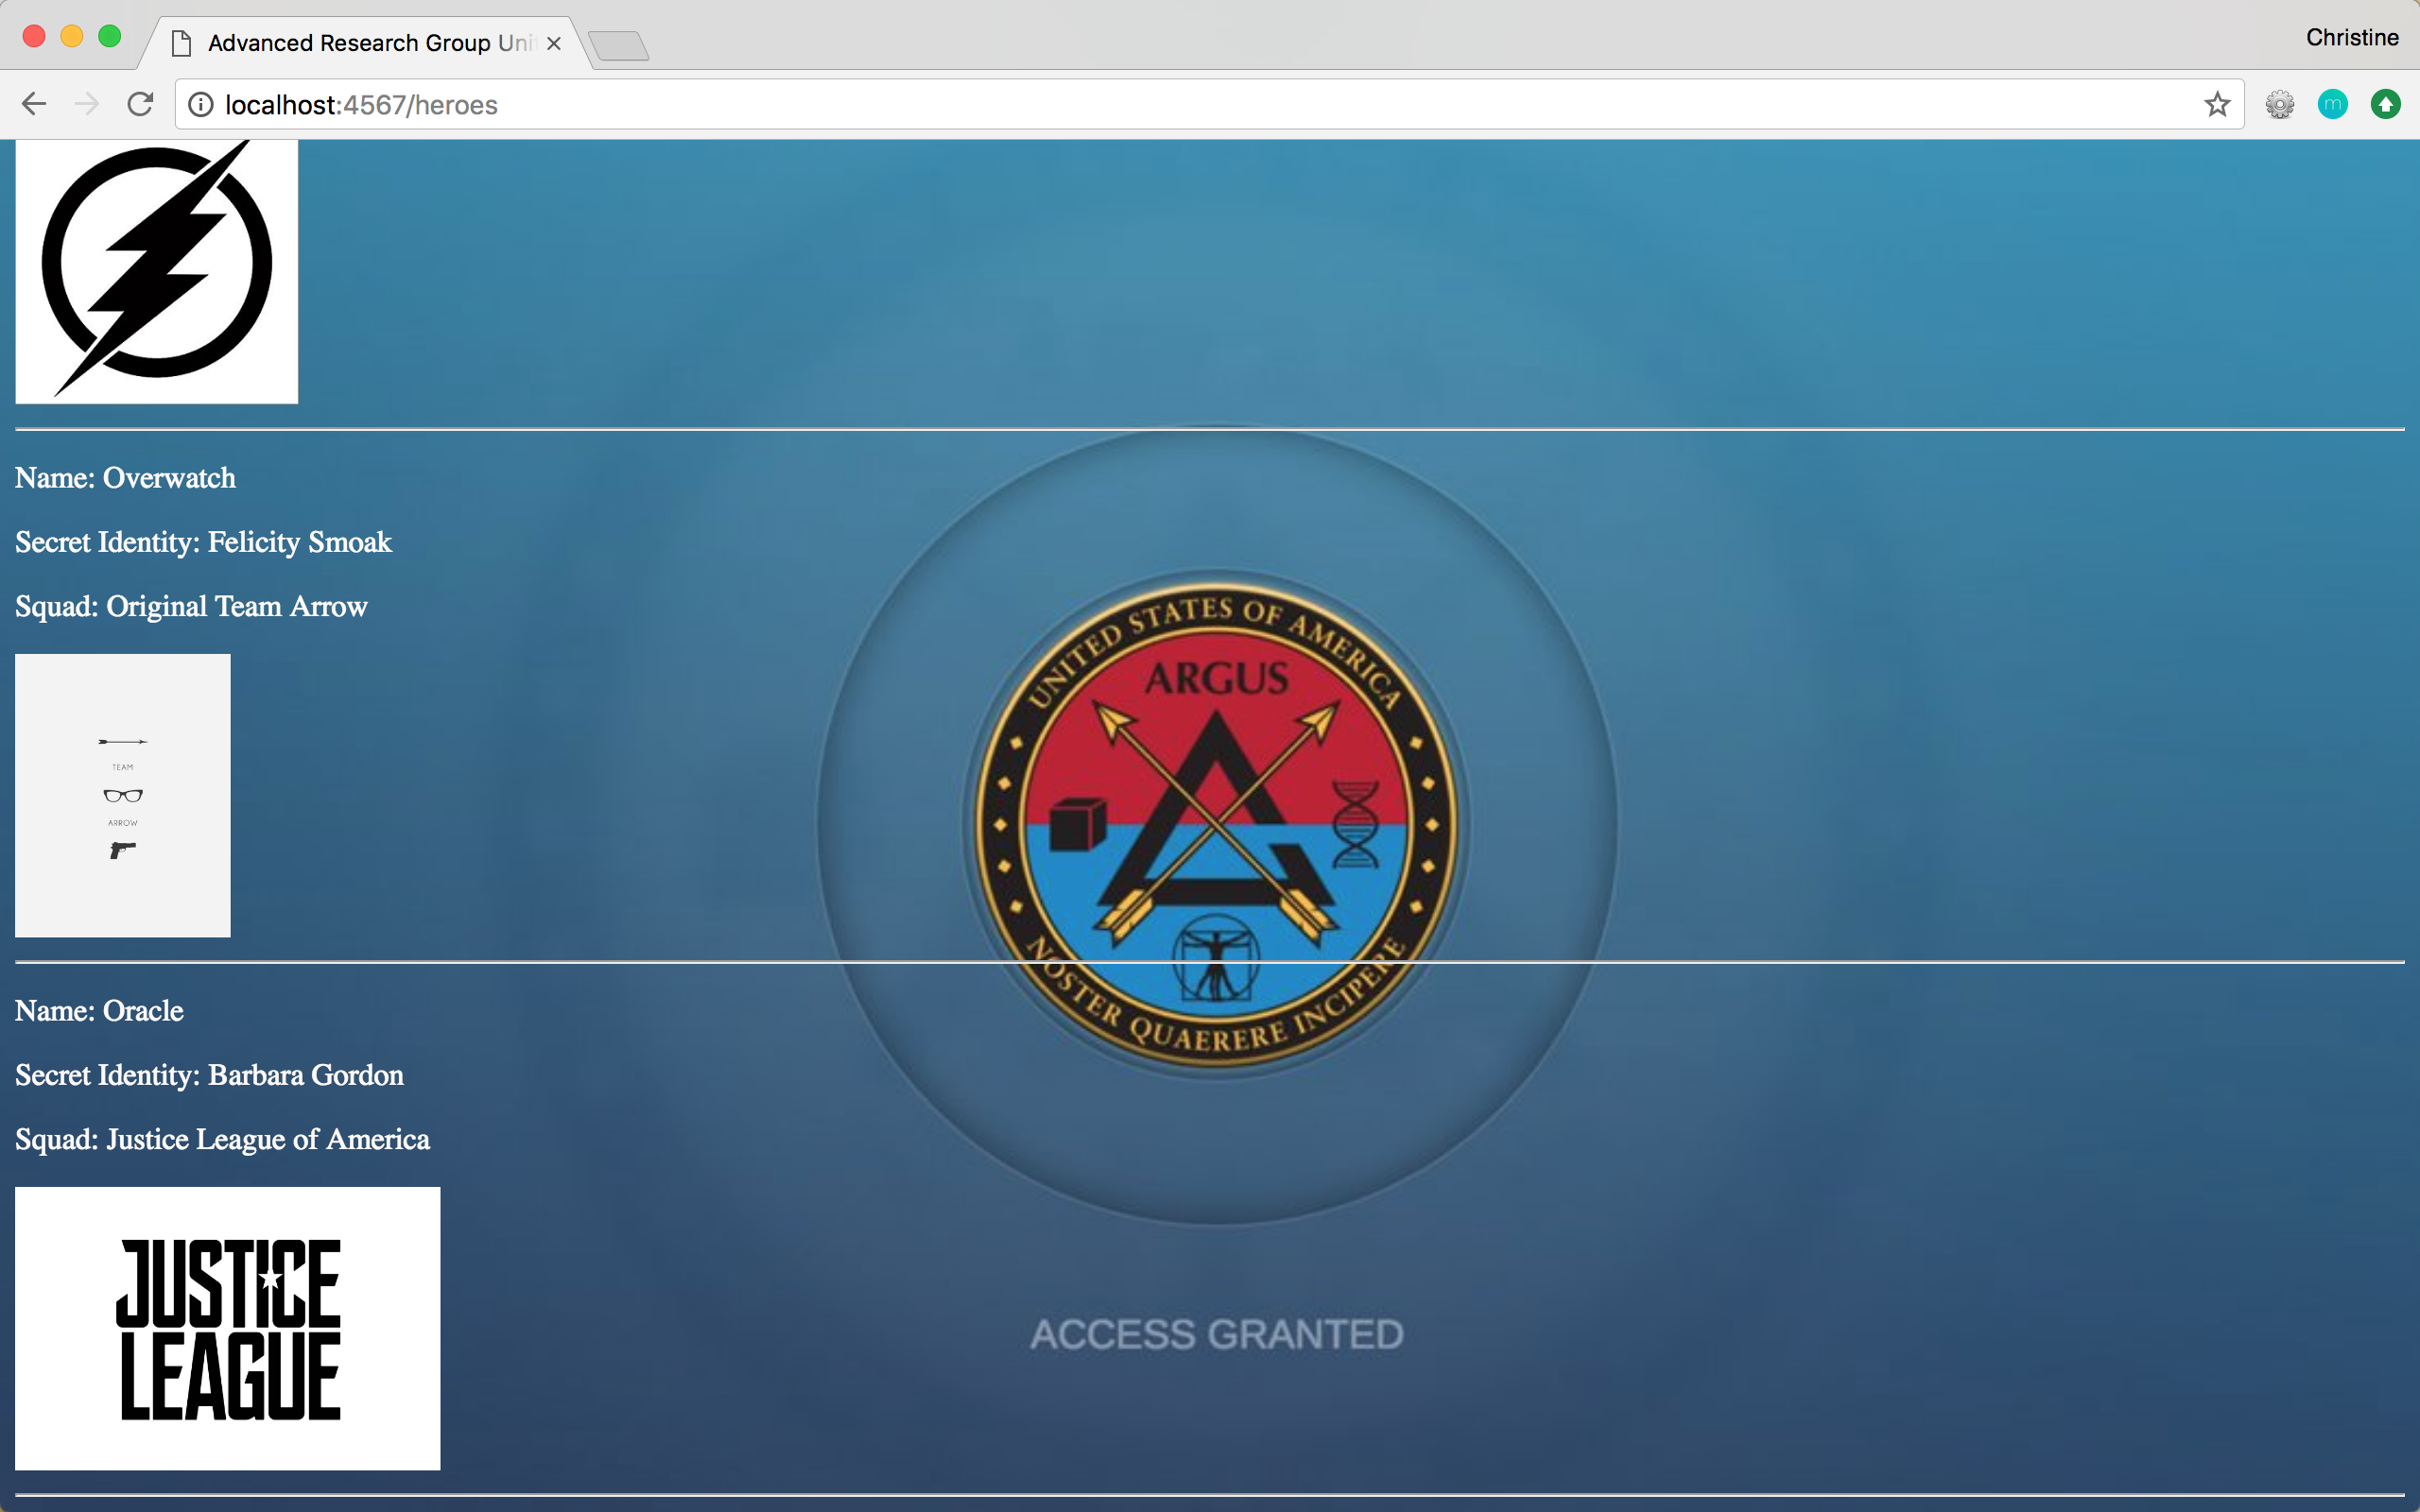 Advanced Research Group Uni
Christine
localhost:4567/heroes
m
Name: Overwatch
Secret Identity: Felicity Smoak
Squad: Original Team Arrow
TEAM
ARROW
UNITED STATES OF AMERICA
ARGUS
NOSTER QUAERERE INCIPERE
Name: Oracle
Secret Identity: Barbara Gordon
Squad: Justice League of America
JUSTICE
LEAGUE
ACCESS GRANTED